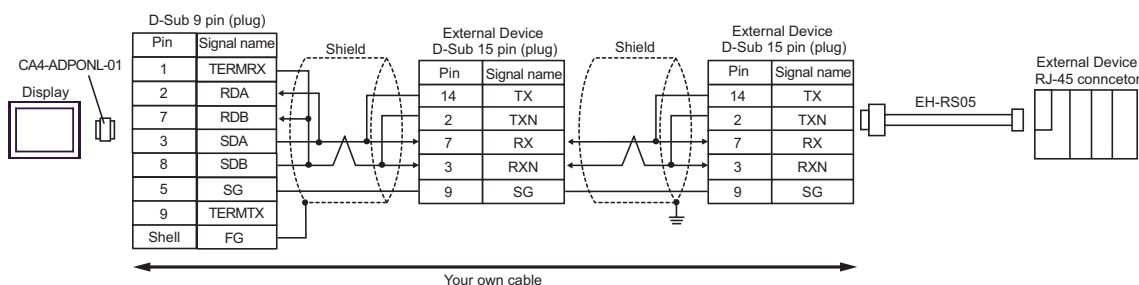 D-Sub 9 pin (plug)
Pin Signal name
1 TERMRX
2 RDA
7 RDB
3 SDA
8 SDB
5 SG
9 TERMTX
Shell FG
CA4-ADPONL-01
Display
Shield
External Device
D-Sub 15 pin (plug)
Pin Signal name
14 TX
2 TXN
7 RX
3 RXN
9 SG
Shield
External Device
D-Sub 15 pin (plug)
Pin Signal name
14 TX
2 TXN
7 RX
3 RXN
9 SG
EH-RS05
External Device
RJ-45 conncetor
Your own cable